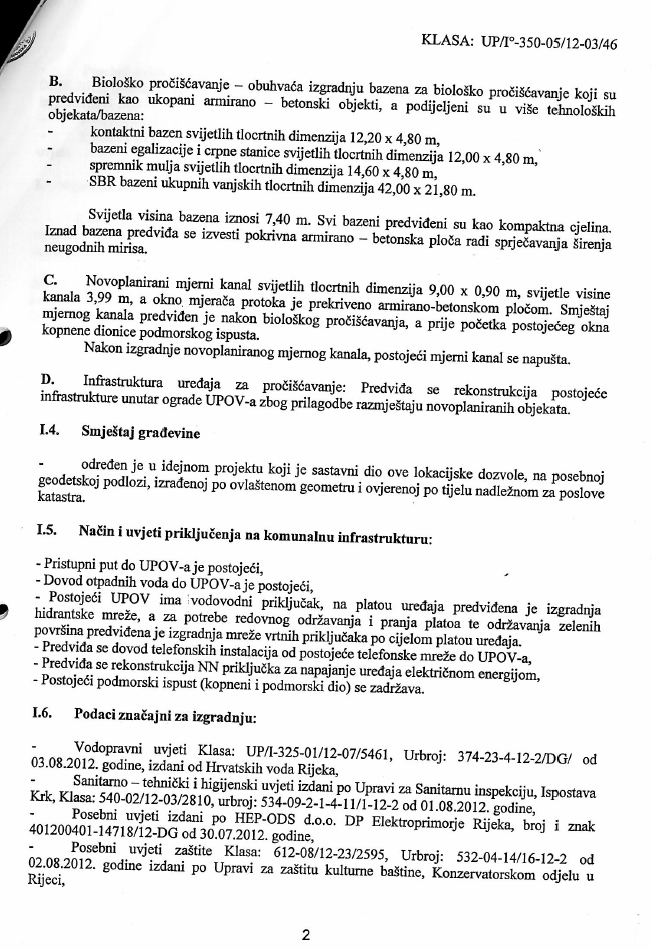 KLASA: UP/I°-350-05/12-03/46
B. Biološko pročišćavanje – obuhvaća izgradnju bazena za biološko pročišćavanje koji su
predviđeni kao ukopani armirano – betonski objekti, a podijeljeni su u više tehnoloških
objekata/bazena:
- kontaktni bazen svijetlih tlocrtnih dimenzija 12,20 x 4,80 m,
- bazeni egalizacije i crpne stanice svijetlih tlocrtnih dimenzija 12,00 x 4,80 m,
- spremnik mulja svijetlih tlocrtnih dimenzija 14,60 x 4,80 m,
- SBR bazeni ukupnih vanjskih tlocrtnih dimenzija 42,00 x 21,80 m.
Svijetla visina bazena iznosi 7,40 m. Svi bazeni predviđeni su kao kompaktna cjelina.
Iznad bazena predviđa se izvesti pokrivna armirano – betonska ploča radi sprječavanja širenja
neugodnih mirisa.
C. Novoplanirani mjerni kanal svijetlih tlocrtnih dimenzija 9,00 x 0,90 m, svijetle visine
kanala 3,99 m, a okno mjerača protoka je prekriveno armirano-betonskom pločom. Smještaj
mjernog kanala predviđen je nakon biološkog pročišćavanja, a prije početka postojećeg okna
kopnene dionice podmorskog ispusta.
Nakon izgradnje novoplaniranog mjernog kanala, postojeći mjerni kanal se napušta.
D. Infrastruktura uređaja za pročišćavanje: Predviđa se rekonstrukcija postojeće
infrastrukture unutar ograde UPOV-a zbog prilagodbe razmještaju novoplaniranih objekata.
I.4. Smještaj građevine
- određen je u idejnom projektu koji je sastavni dio ove lokacijske dozvole, na posebnoj
geodetskoj podlozi, izrađenoj po ovlaštenom geometru i ovjerenoj po tijelu nadležnom za poslove
katastra.
I.5. Način i uvjeti priključenja na komunalnu infrastrukturu:
- Pristupni put do UPOV-a je postojeći,
- Dovod otpadnih voda do UPOV-a je postojeći,
- Postojeći UPOV ima vodovodni priključak, na platou uređaja predviđena je izgradnja
hidrantske mreže, a za potrebe redovnog održavanja i pranja platoa te održavanja zelenih
površina predviđena je izgradnja mreže vrtnih priključaka po cijelom platou uređaja.
- Predviđa se dovod telefonskih instalacija od postojeće telefonske mreže do UPOV-a,
- Predviđa se rekonstrukcija NN priključka za napajanje uređaja električnom energijom,
- Postojeći podmorski ispust (kopneni i podmorski dio) se zadržava.
I.6. Podaci značajni za izgradnju:
- Vodopravni uvjeti Klasa: UP/I-325-01/12-07/5461, Urbroj: 374-23-4-12-2/DG/ od
03.08.2012. godine, izdani od Hrvatskih voda Rijeka,
- Sanitarno – tehnički i higijenski uvjeti izdani po Upravi za Sanitarnu inspekciju, Ispostava
Krk, Klasa: 540-02/12-03/2810, urbroj: 534-09-2-1-4-11/1-12-2 od 01.08.2012. godine,
- Posebni uvjeti izdani po HEP-ODS d.o.o. DP Elektroprimorje Rijeka, broj i znak
401200401-14718/12-DG od 30.07.2012. godine,
- Posebni uvjeti zaštite Klasa: 612-08/12-23/2595, Urbroj: 532-04-14/16-12-2 od
02.08.2012. godine izdani po Upravi za zaštitu kulturne baštine, Konzervatorskom odjelu u
Rijeci,
2